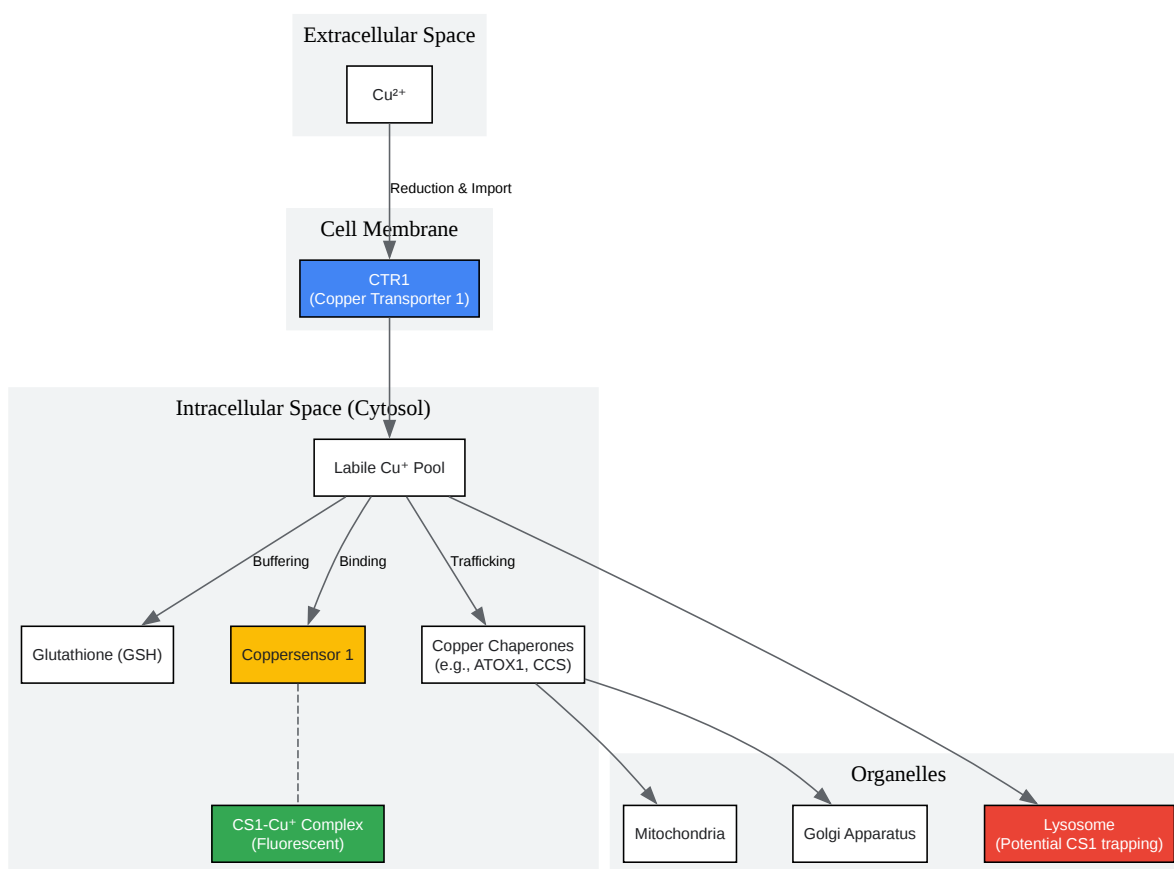 Extracellular Space
Cu²⁺
Reduction & Import
Cell Membrane
CTR1
(Copper Transporter 1)
Intracellular Space (Cytosol)
Labile Cu⁺ Pool
Buffering
Binding
Trafficking
Glutathione (GSH)
Coppersensor 1
Copper Chaperones
(e.g., ATOX1, CCS)
Organelles
CS1-Cu⁺ Complex
(Fluorescent)
Mitochondria
Golgi Apparatus
Lysosome
(Potential CS1 trapping)